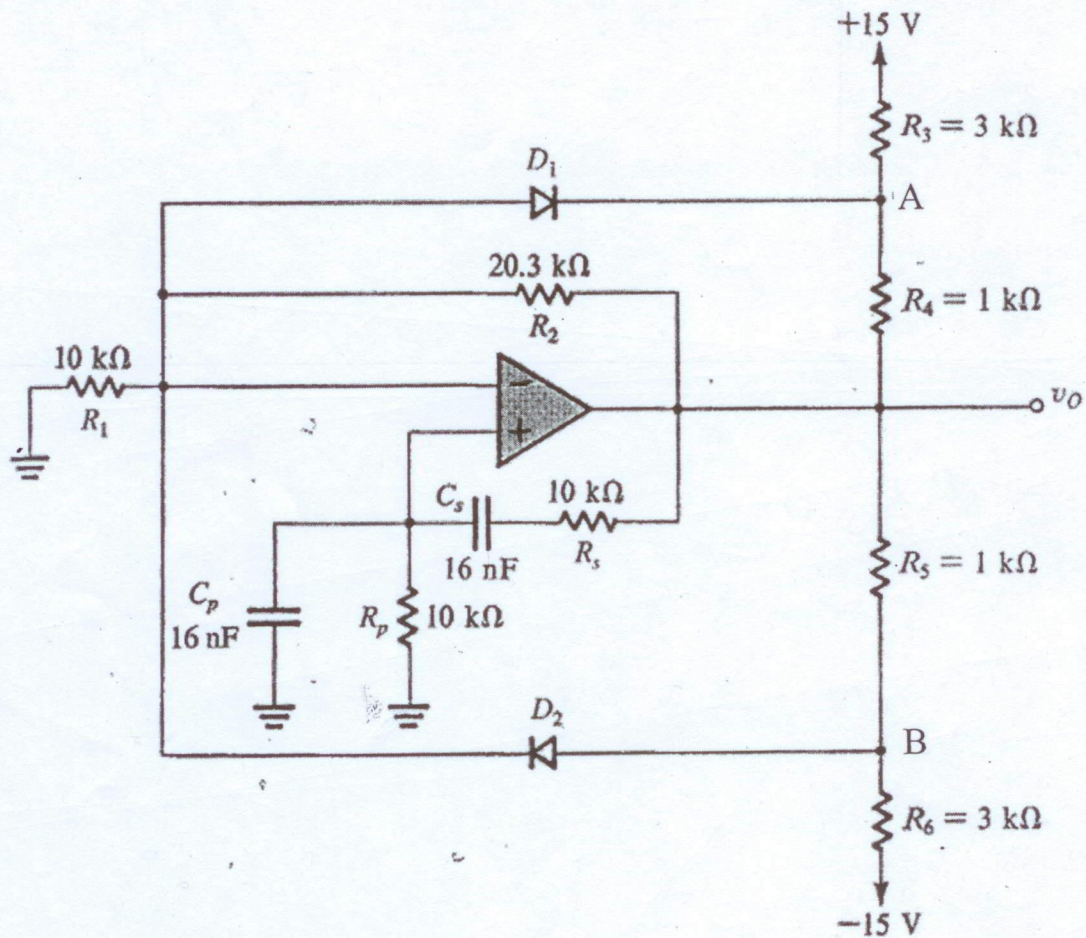 +15 V
R3 = 3 kΩ
D1
A
20.3 kΩ
R2
R4 = 1 kΩ
10 kΩ
R1
−
+
vO
Cs
10 kΩ
16 nF
Rs
R5 = 1 kΩ
Cp
16 nF
Rp
10 kΩ
D2
B
R6 = 3 kΩ
−15 V